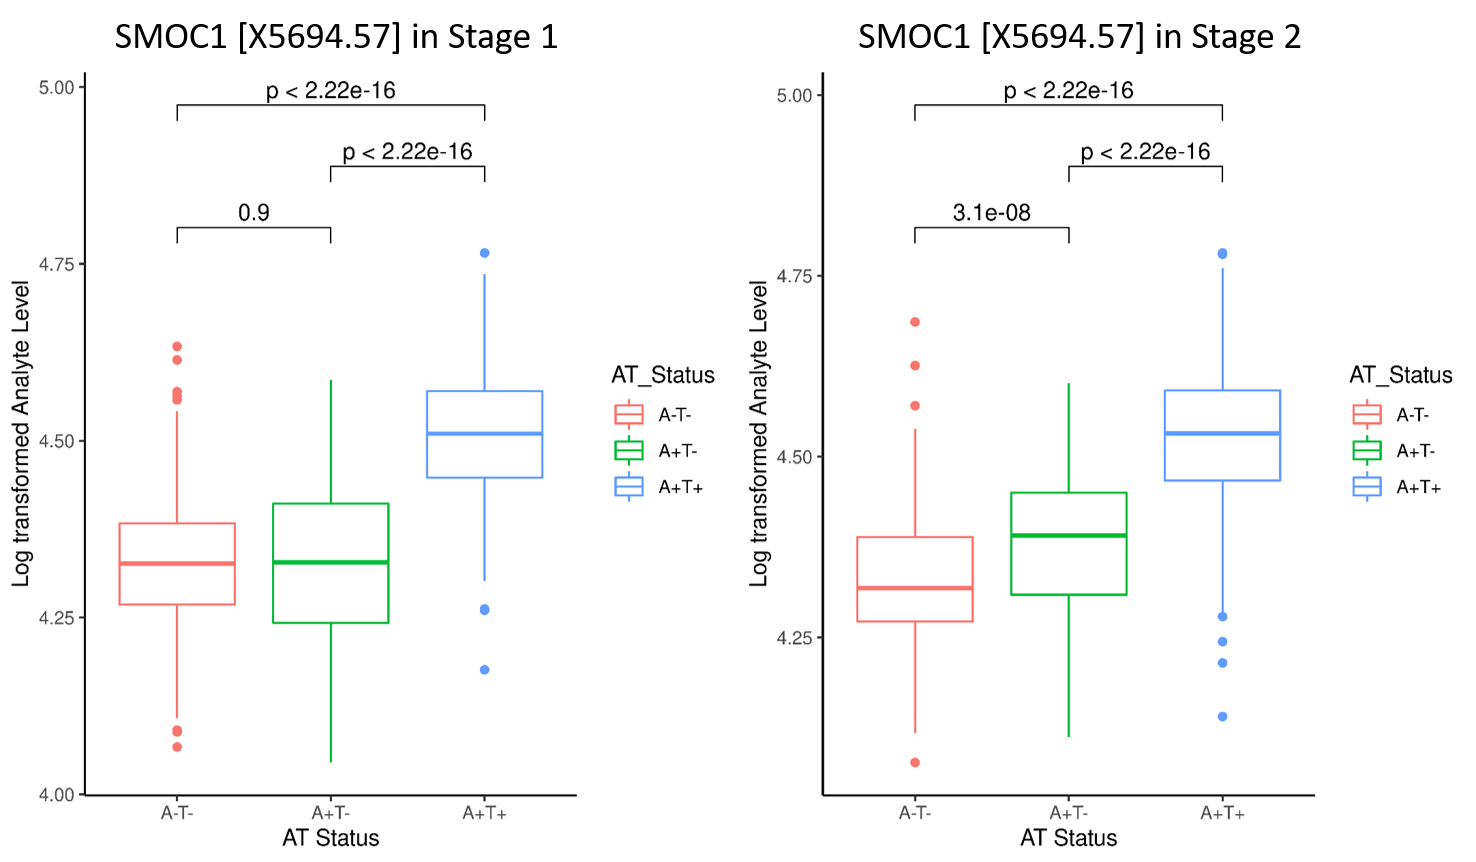 SMOC1 [X5694.57] in Stage 1
5.00
4.75
4.50
4.25
4.00
Log transformed Analyte Level
p < 2.22e-16
p < 2.22e-16
0.9
A-T-
A+T-
A+T+
AT Status
AT_Status
A-T-
A+T-
A+T+
SMOC1 [X5694.57] in Stage 2
5.00
4.75
4.50
4.25
Log transformed Analyte Level
p < 2.22e-16
p < 2.22e-16
3.1e-08
A-T-
A+T-
A+T+
AT Status
AT_Status
A-T-
A+T-
A+T+